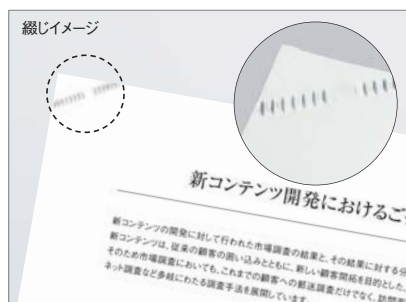 綴じイメージ
新コンテンツ開発におけるご
新コンテンツの開発に対して行われた市場調査の結果と、その結果に対する分
新コンテンツは、従来の顧客の囲い込みとともに、新しい顧客開拓を目的とした、
そのため市場調査においても、これまでの顧客への郵送調査だけでなく、訪問
ネット調査など多岐にわたる調査手法を展開しています。